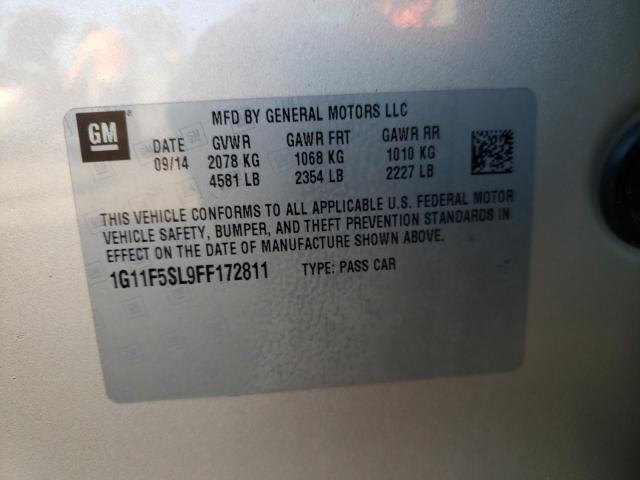 GM
MFD BY GENERAL MOTORS LLC
DATE GVWR GAWR FRT GAWR RR
09/14 2078 KG 1068 KG 1010 KG
4581 LB 2354 LB 2227 LB
THIS VEHICLE CONFORMS TO ALL APPLICABLE U.S. FEDERAL MOTOR
VEHICLE SAFETY, BUMPER, AND THEFT PREVENTION STANDARDS IN
EFFECT ON THE DATE OF MANUFACTURE SHOWN ABOVE.
1G11F5SL9FF172811 TYPE: PASS CAR